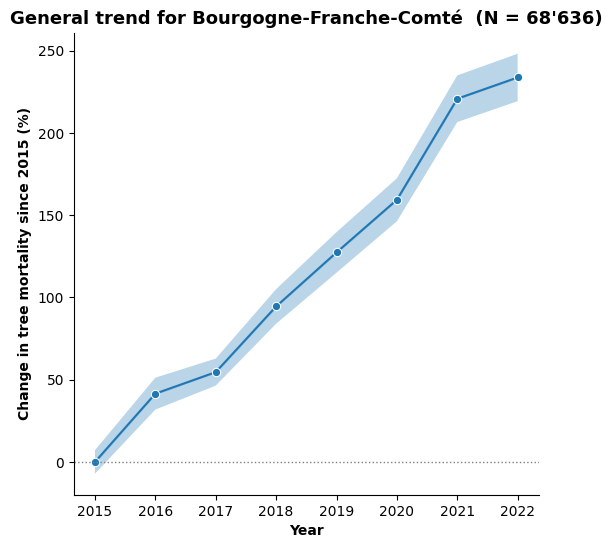 General trend for Bourgogne-Franche-Comté  (N = 68'636)
Change in tree mortality since 2015 (%)
250
200
150
100
50
0
2015 2016 2017 2018 2019 2020 2021 2022
Year